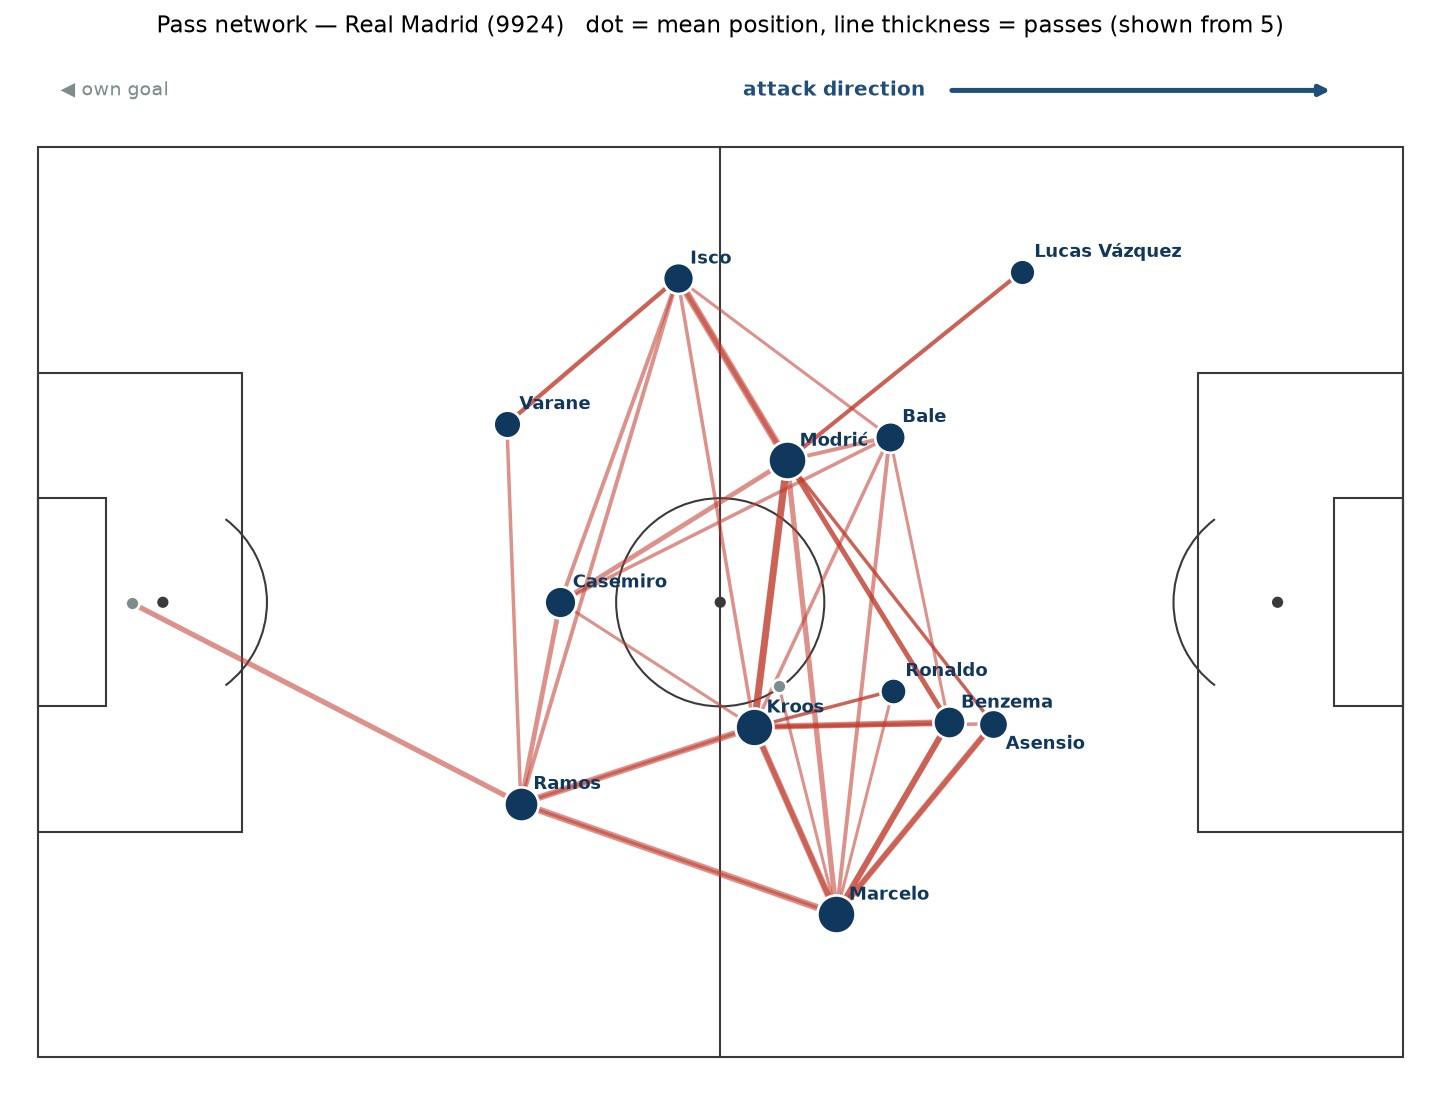 Pass network — Real Madrid (9924)   dot = mean position, line thickness = passes (shown from 5)
◀ own goal
attack direction
Isco
Lucas Vázquez
Varane
Bale
Modrić
Casemiro
Ronaldo
Benzema
Kroos
Asensio
Ramos
Marcelo